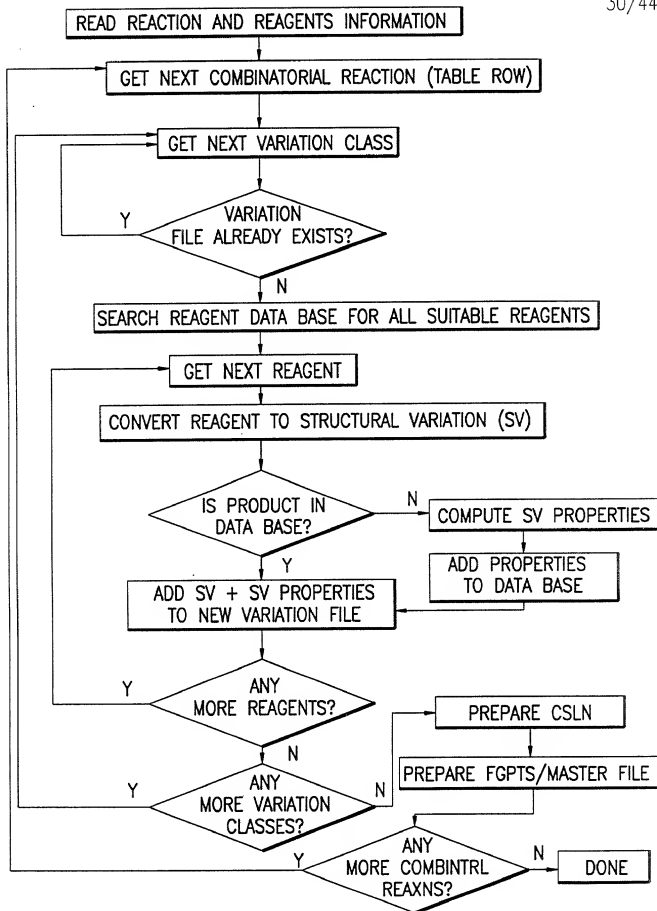 30/44
READ REACTION AND REAGENTS INFORMATION
GET NEXT COMBINATORIAL REACTION (TABLE ROW)
GET NEXT VARIATION CLASS
Y
VARIATION
FILE ALREADY EXISTS?
N
SEARCH REAGENT DATA BASE FOR ALL SUITABLE REAGENTS
GET NEXT REAGENT
CONVERT REAGENT TO STRUCTURAL VARIATION (SV)
IS PRODUCT IN
DATA BASE?
N
COMPUTE SV PROPERTIES
Y
ADD PROPERTIES
TO DATA BASE
ADD SV + SV PROPERTIES
TO NEW VARIATION FILE
Y
ANY
MORE REAGENTS?
N
PREPARE CSLN
PREPARE FGPTS/MASTER FILE
Y
ANY
MORE VARIATION
CLASSES?
N
Y
ANY
MORE COMBINTRL
REAXNS?
N
DONE